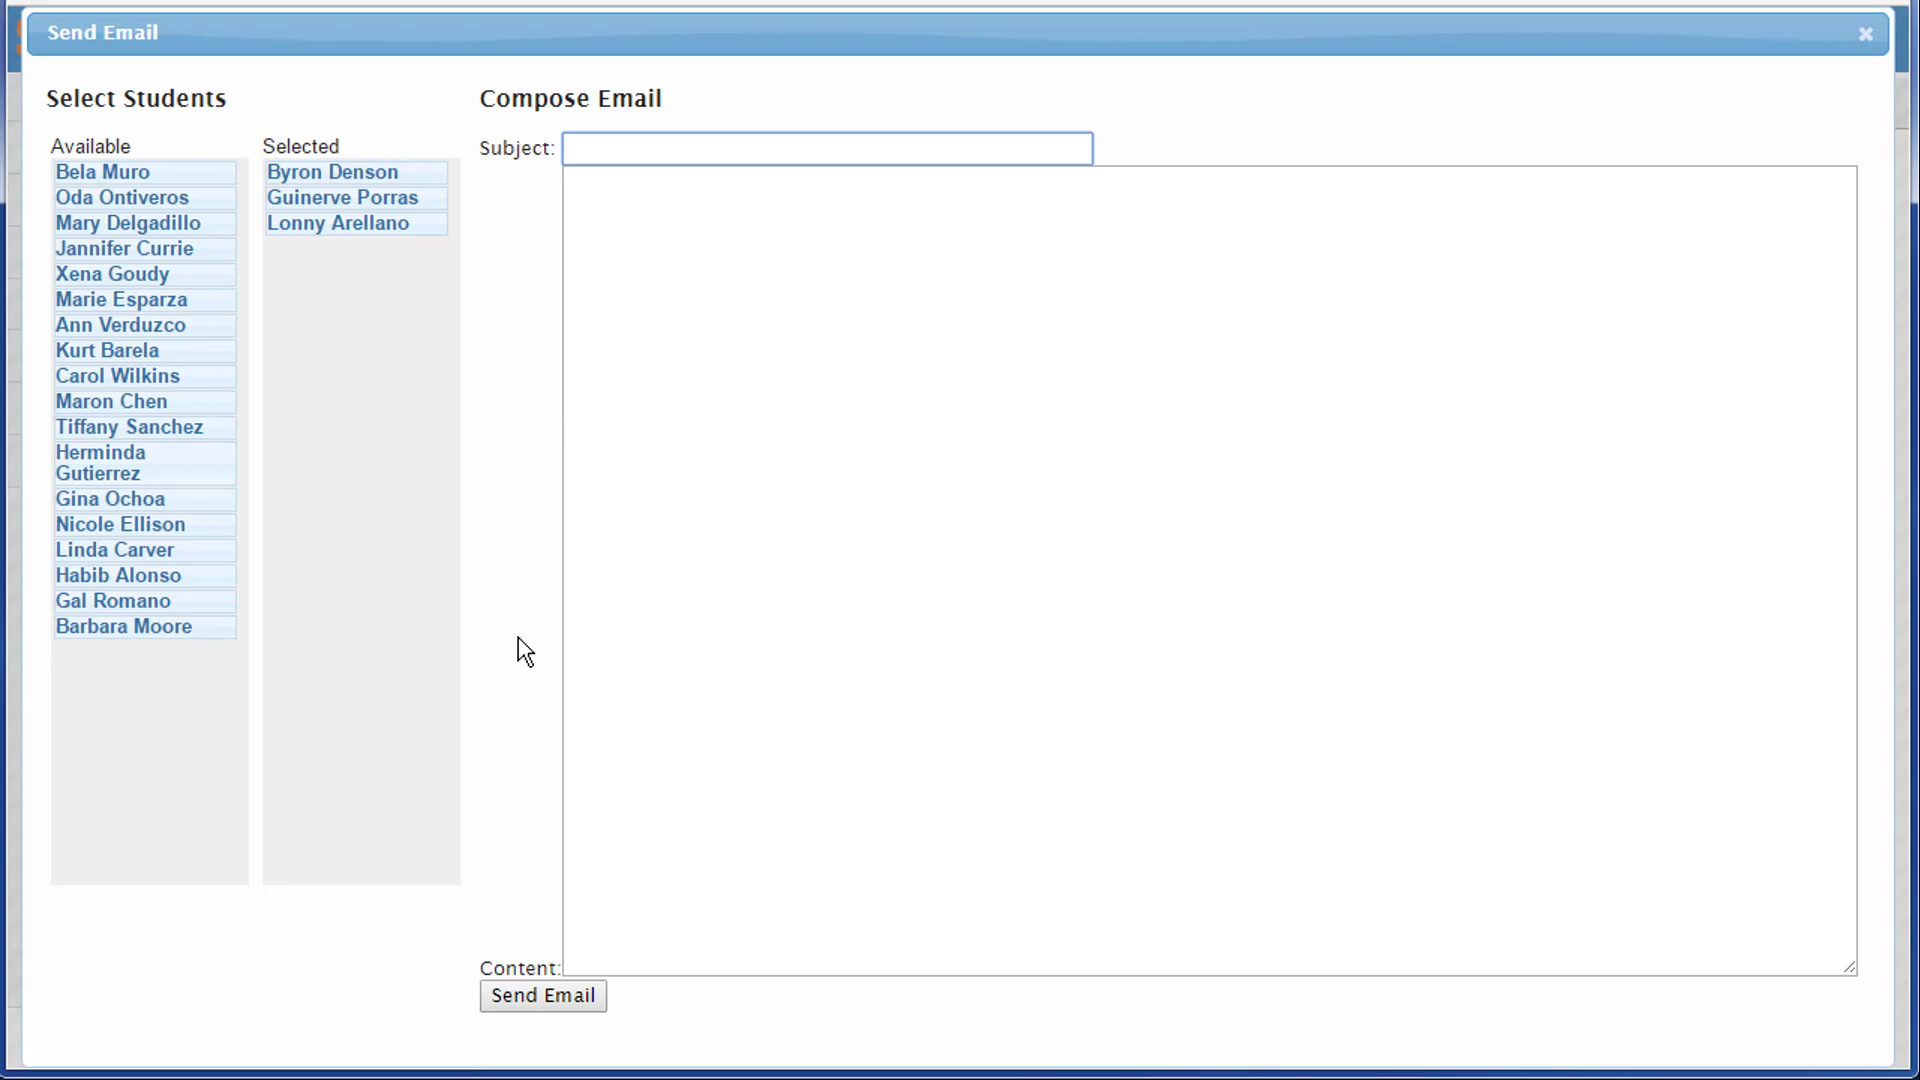 Send Email
Select Students
Available
Bela Muro
Oda Ontiveros
Mary Delgadillo
Jannifer Currie
Xena Goudy
Marie Esparza
Ann Verduzco
Kurt Barela
Carol Wilkins
Maron Chen
Tiffany Sanchez
Herminda
Gutierrez
Gina Ochoa
Nicole Ellison
Linda Carver
Habib Alonso
Gal Romano
Barbara Moore
Selected
Byron Denson
Guinerve Porras
Lonny Arellano
Compose Email
Subject:
Content:
Send Email